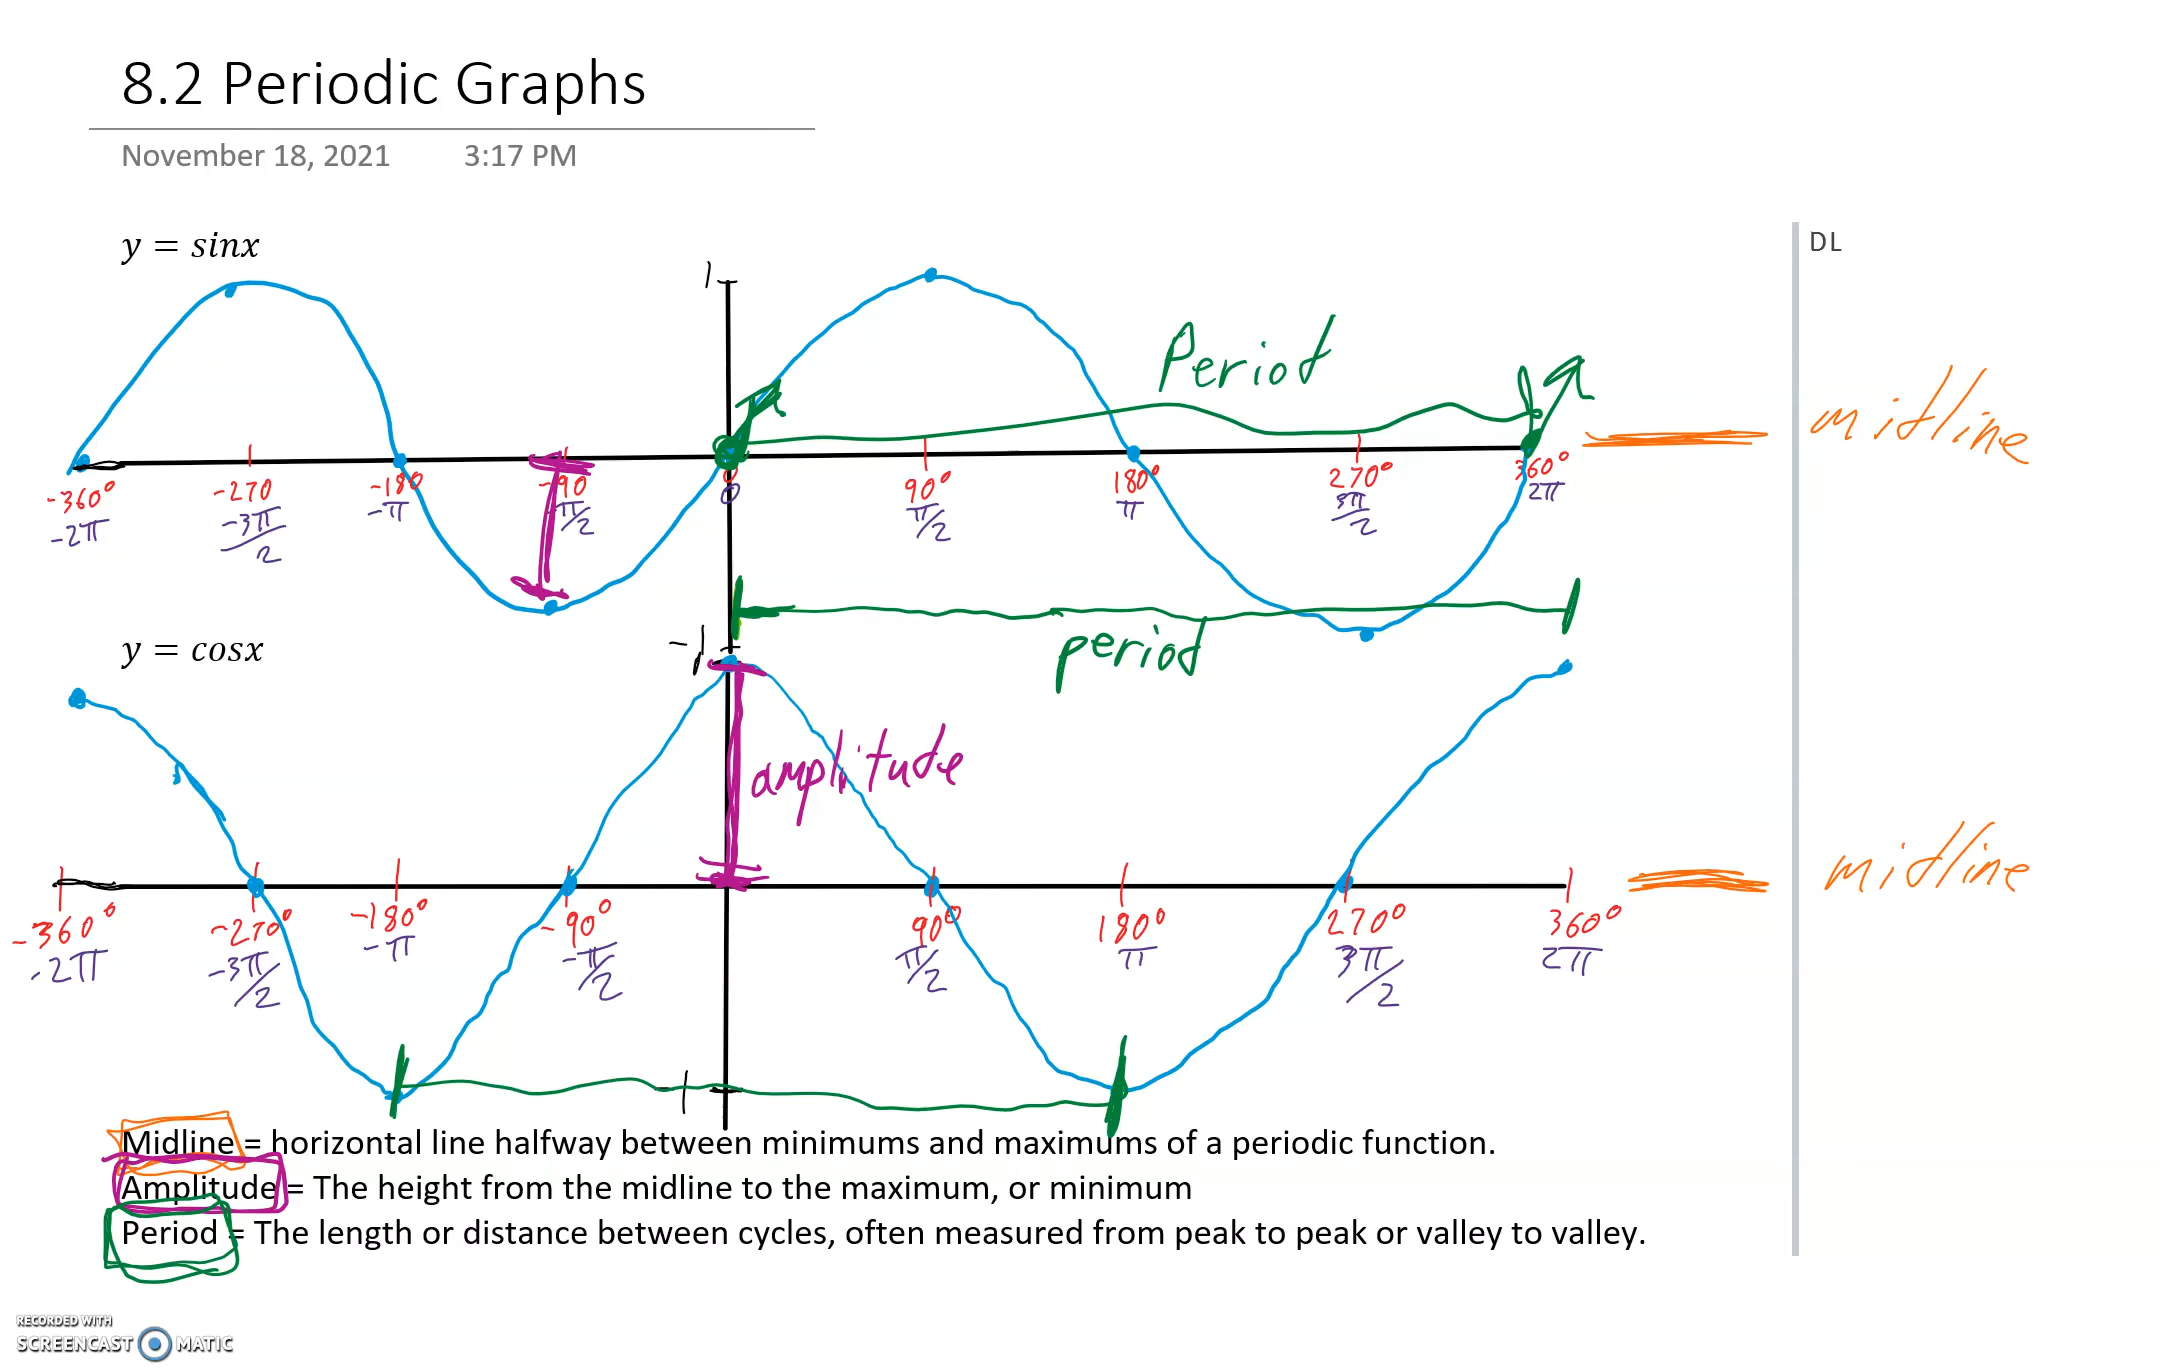 8.2 Periodic Graphs
November 18, 2021 3:17 PM
y = sinx
DL
1
Period
midline
-360° -270 -180 -90 0 90° 180° 270° 360°
-2π -3π/2 -π -π/2 0 π/2 π 3π/2 2π
-1
period
y = cosx
amplitude
midline
-360° -270° -180° -90° 90° 180° 270° 360°
-2π -3π/2 -π -π/2 π/2 π 3π/2 2π
-1
Midline = horizontal line halfway between minimums and maximums of a periodic function.
Amplitude = The height from the midline to the maximum, or minimum
Period = The length or distance between cycles, often measured from peak to peak or valley to valley.
RECORDED WITH
SCREENCAST MATIC